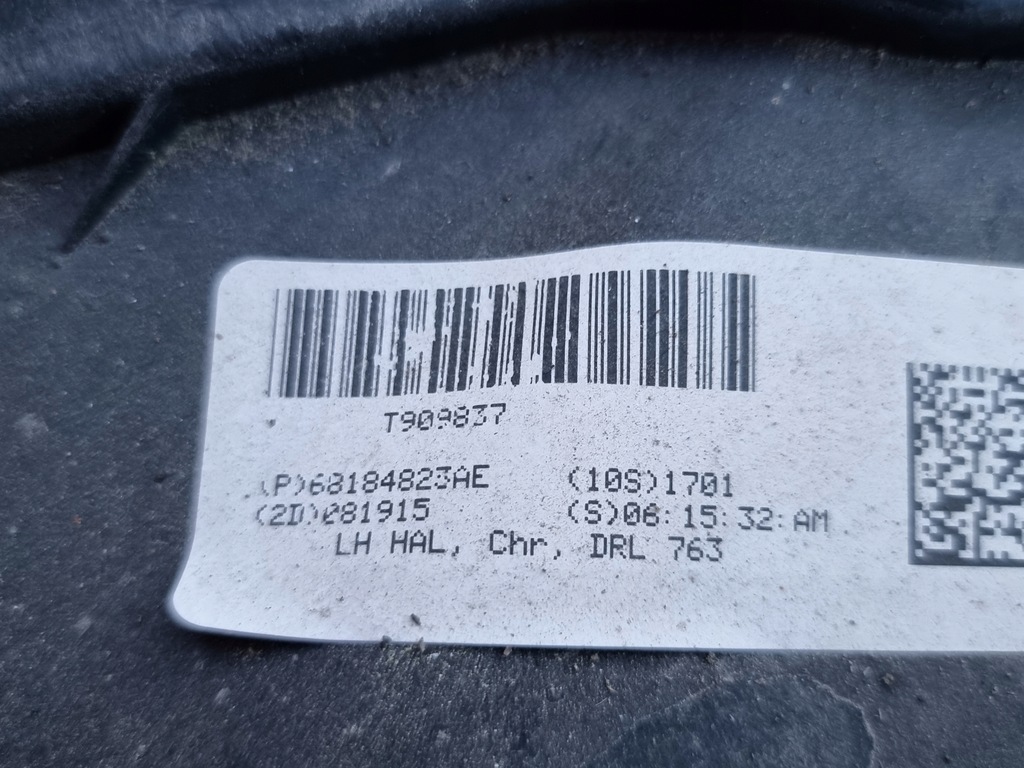 T909837
(P)68184823AE (10S)1701
(2D)081915 (S)06:15:32:AM
LH HAL, Chr, DRL 763